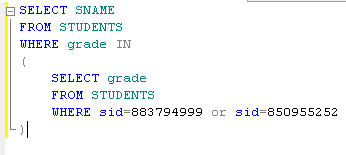 SELECT SNAME
FROM STUDENTS
WHERE grade IN
(
SELECT grade
FROM STUDENTS
WHERE sid=883794999 or sid=850955252
)